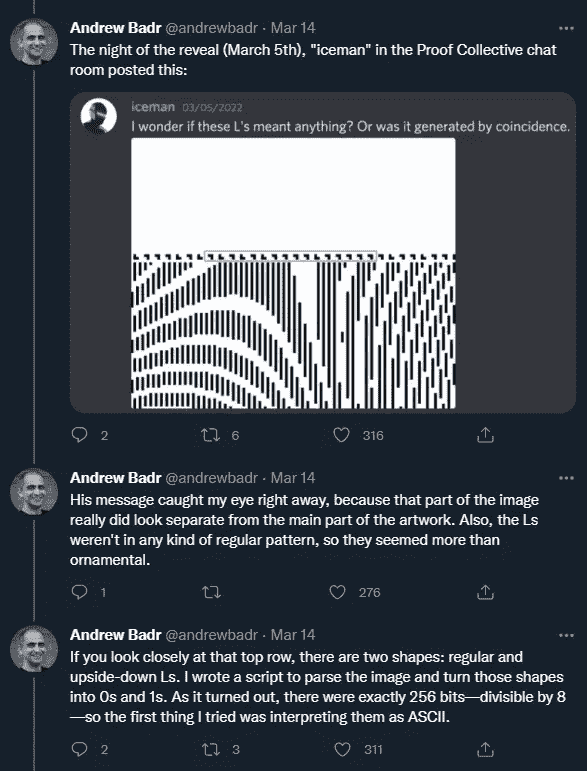 Andrew Badr @andrewbadr · Mar 14
The night of the reveal (March 5th), "iceman" in the Proof Collective chat
room posted this:
iceman 03/05/2022
I wonder if these L's meant anything? Or was it generated by coincidence.
2 6 316
Andrew Badr @andrewbadr · Mar 14
His message caught my eye right away, because that part of the image
really did look separate from the main part of the artwork. Also, the Ls
weren't in any kind of regular pattern, so they seemed more than
ornamental.
1 276
Andrew Badr @andrewbadr · Mar 14
If you look closely at that top row, there are two shapes: regular and
upside-down Ls. I wrote a script to parse the image and turn those shapes
into 0s and 1s. As it turned out, there were exactly 256 bits—divisible by 8
—so the first thing I tried was interpreting them as ASCII.
2 3 311